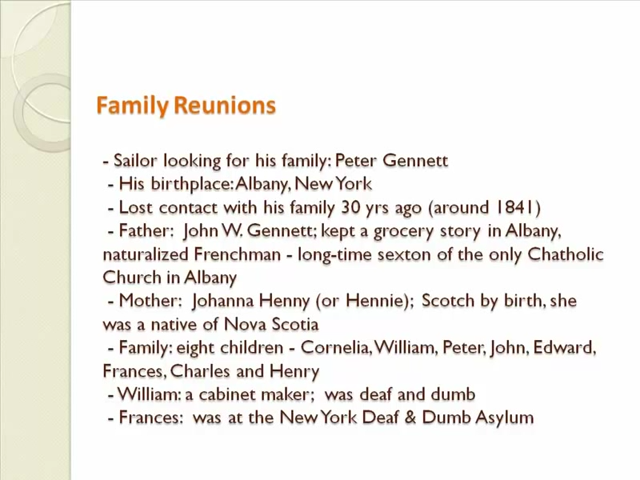 Family Reunions
- Sailor looking for his family: Peter Gennett
- His birthplace: Albany, New York
- Lost contact with his family 30 yrs ago (around 1841)
- Father: John W. Gennett; kept a grocery story in Albany,
naturalized Frenchman - long-time sexton of the only Chatholic
Church in Albany
- Mother: Johanna Henny (or Hennie); Scotch by birth, she
was a native of Nova Scotia
- Family: eight children - Cornelia, William, Peter, John, Edward,
Frances, Charles and Henry
- William: a cabinet maker; was deaf and dumb
- Frances: was at the New York Deaf & Dumb Asylum